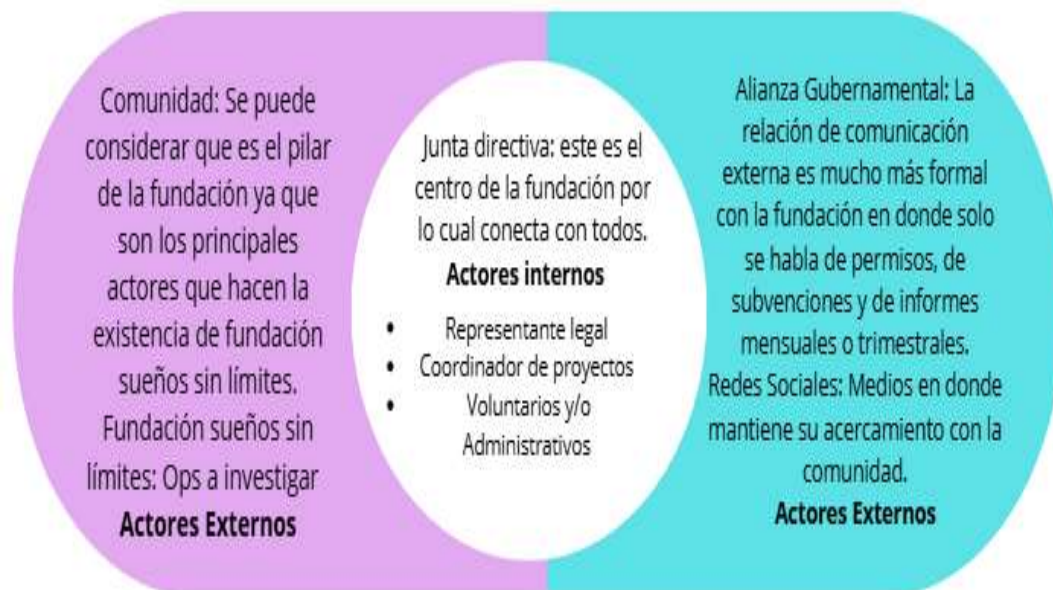 Comunidad: Se puede
considerar que es el pilar
de la fundación ya que
son los principales
actores que hacen la
existencia de fundación
sueños sin límites.
Fundación sueños sin
límites: Ops a investigar
Actores Externos
Junta directiva: este es el
centro de la fundación por
lo cual conecta con todos.
Actores internos
• Representante legal
• Coordinador de proyectos
• Voluntarios y/o
Administrativos
Alianza Gubernamental: La
relación de comunicación
externa es mucho más formal
con la fundación en donde solo
se habla de permisos, de
subvenciones y de informes
mensuales o trimestrales.
Redes Sociales: Medios en donde
mantiene su acercamiento con la
comunidad.
Actores Externos